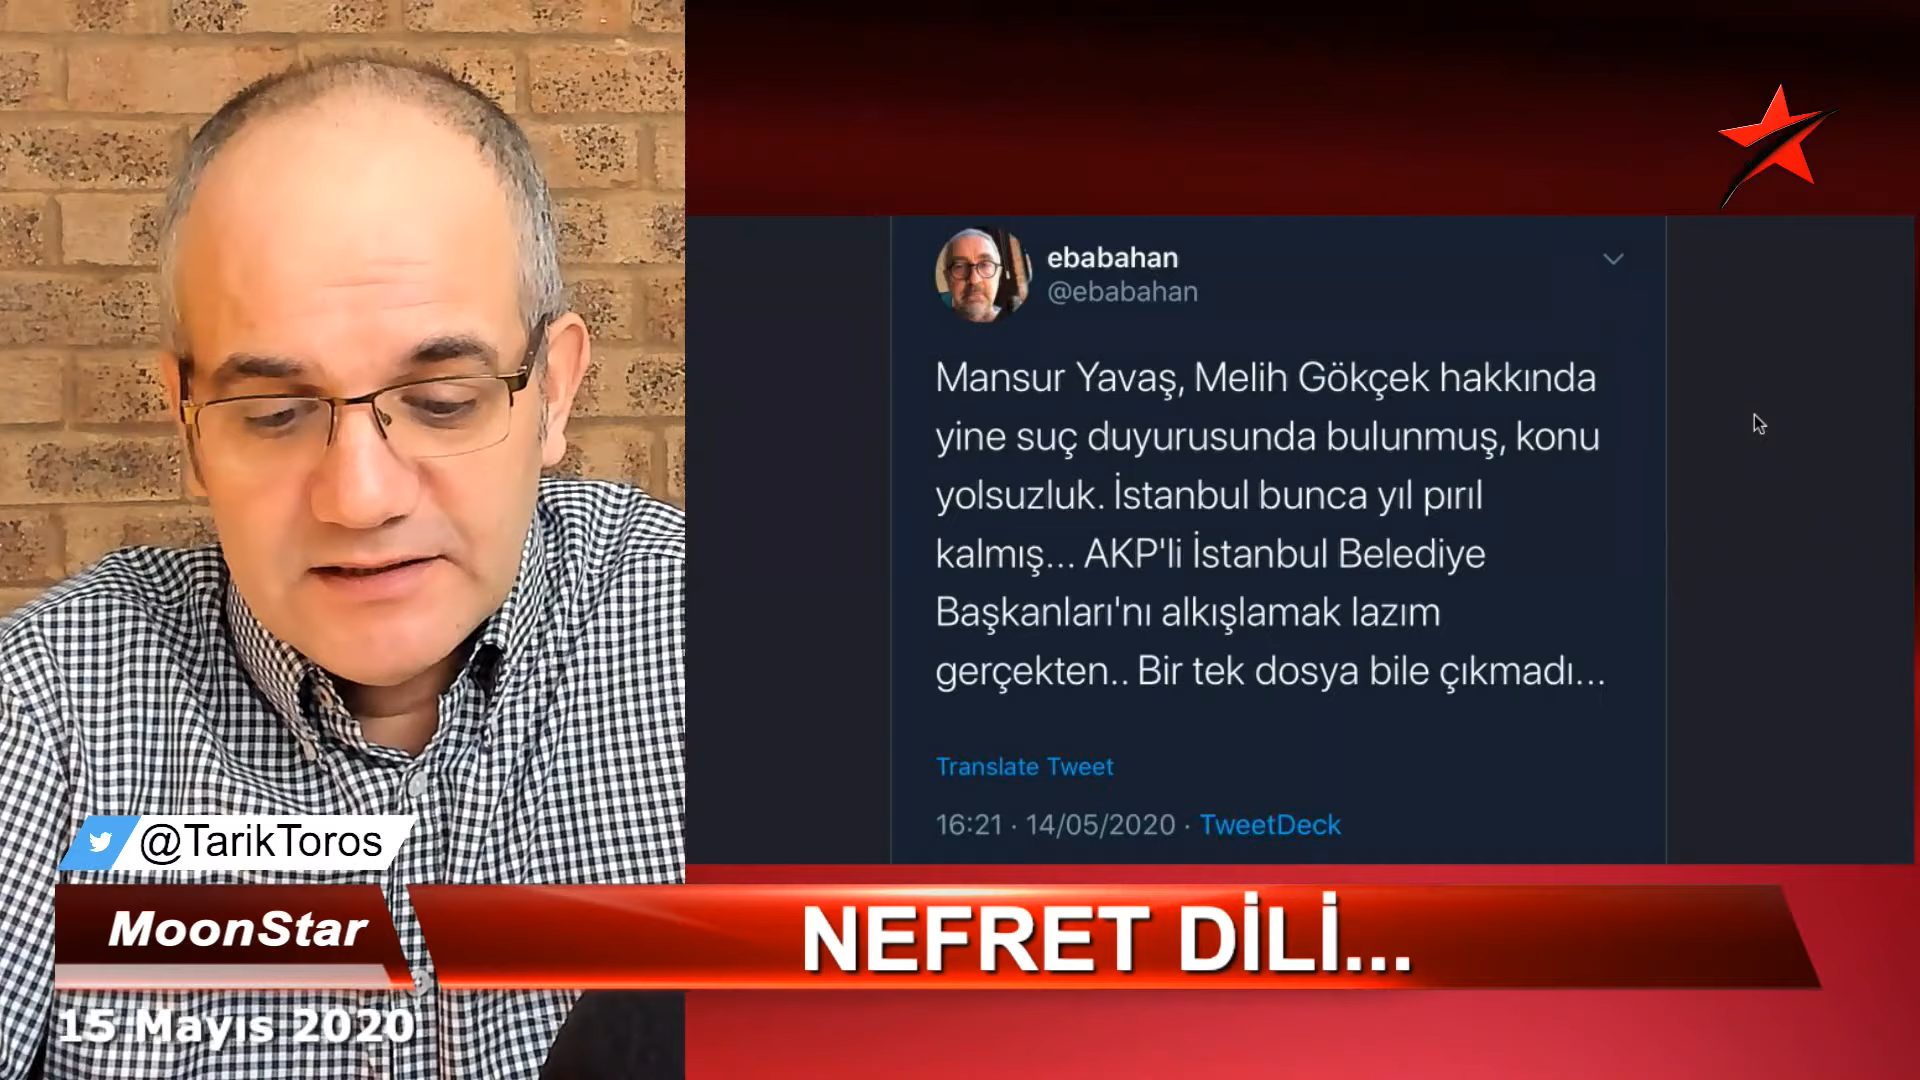 ebabahan
@ebabahan
Mansur Yavaş, Melih Gökçek hakkında
yine suç duyurusunda bulunmuş, konu
yolsuzluk. İstanbul bunca yıl pırıl
kalmış... AKP'li İstanbul Belediye
Başkanları'nı alkışlamak lazım
gerçekten.. Bir tek dosya bile çıkmadı...
Translate Tweet
16:21 · 14/05/2020 · TweetDeck
@TarikToros
MoonStar
NEFRET DİLİ...
15 Mayıs 2020